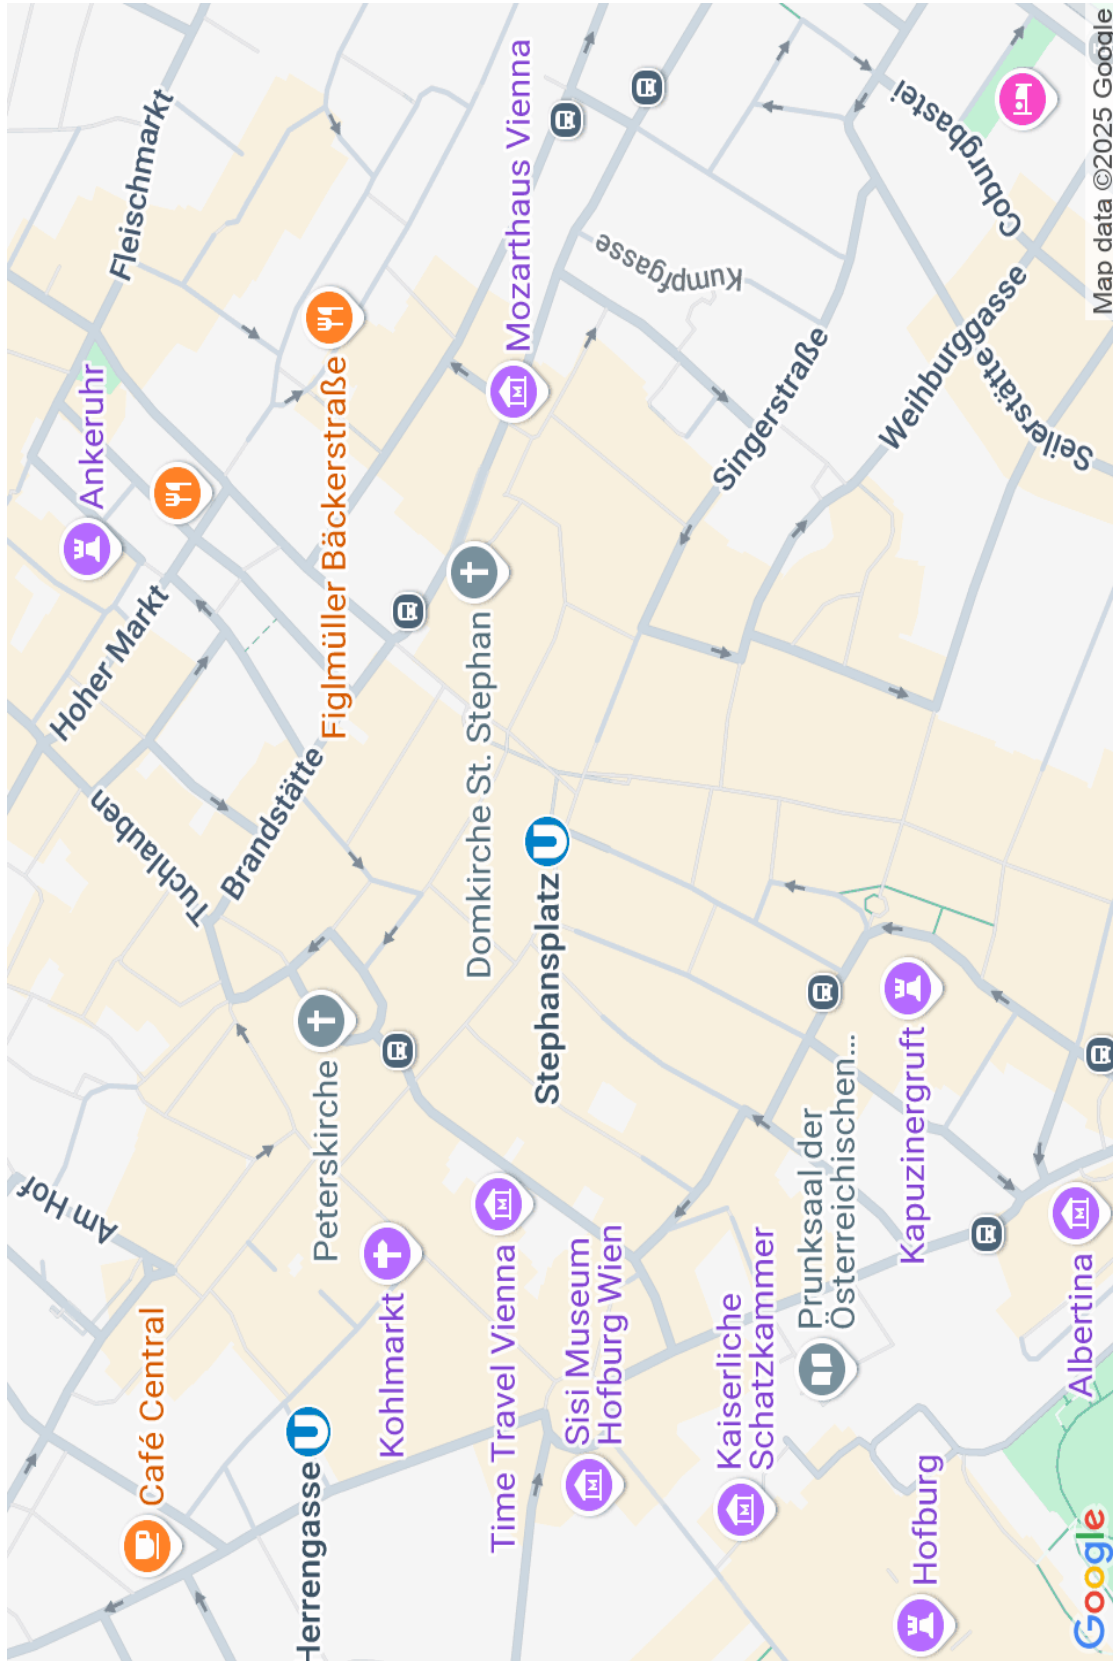 Am Hof
Ankeruhr
Hoher Markt
Fleischmarkt
Café Central
Tuchlauben
Brandstätte
Herrengasse
Peterskirche
Figlmüller Bäckerstraße
Kohlmarkt
Domkirche St. Stephan
Time Travel Vienna
Mozarthaus Vienna
Stephansplatz
Sisi Museum
Hofburg Wien
Kumpfgasse
Kaiserliche
Schatzkammer
Singerstraße
Prunksaal der
Österreichischen...
Kapuzinergruft
Hofburg
Weihburggasse
Coburgbastei
Seilerstätte
Albertina
Google
Map data ©2025 Google